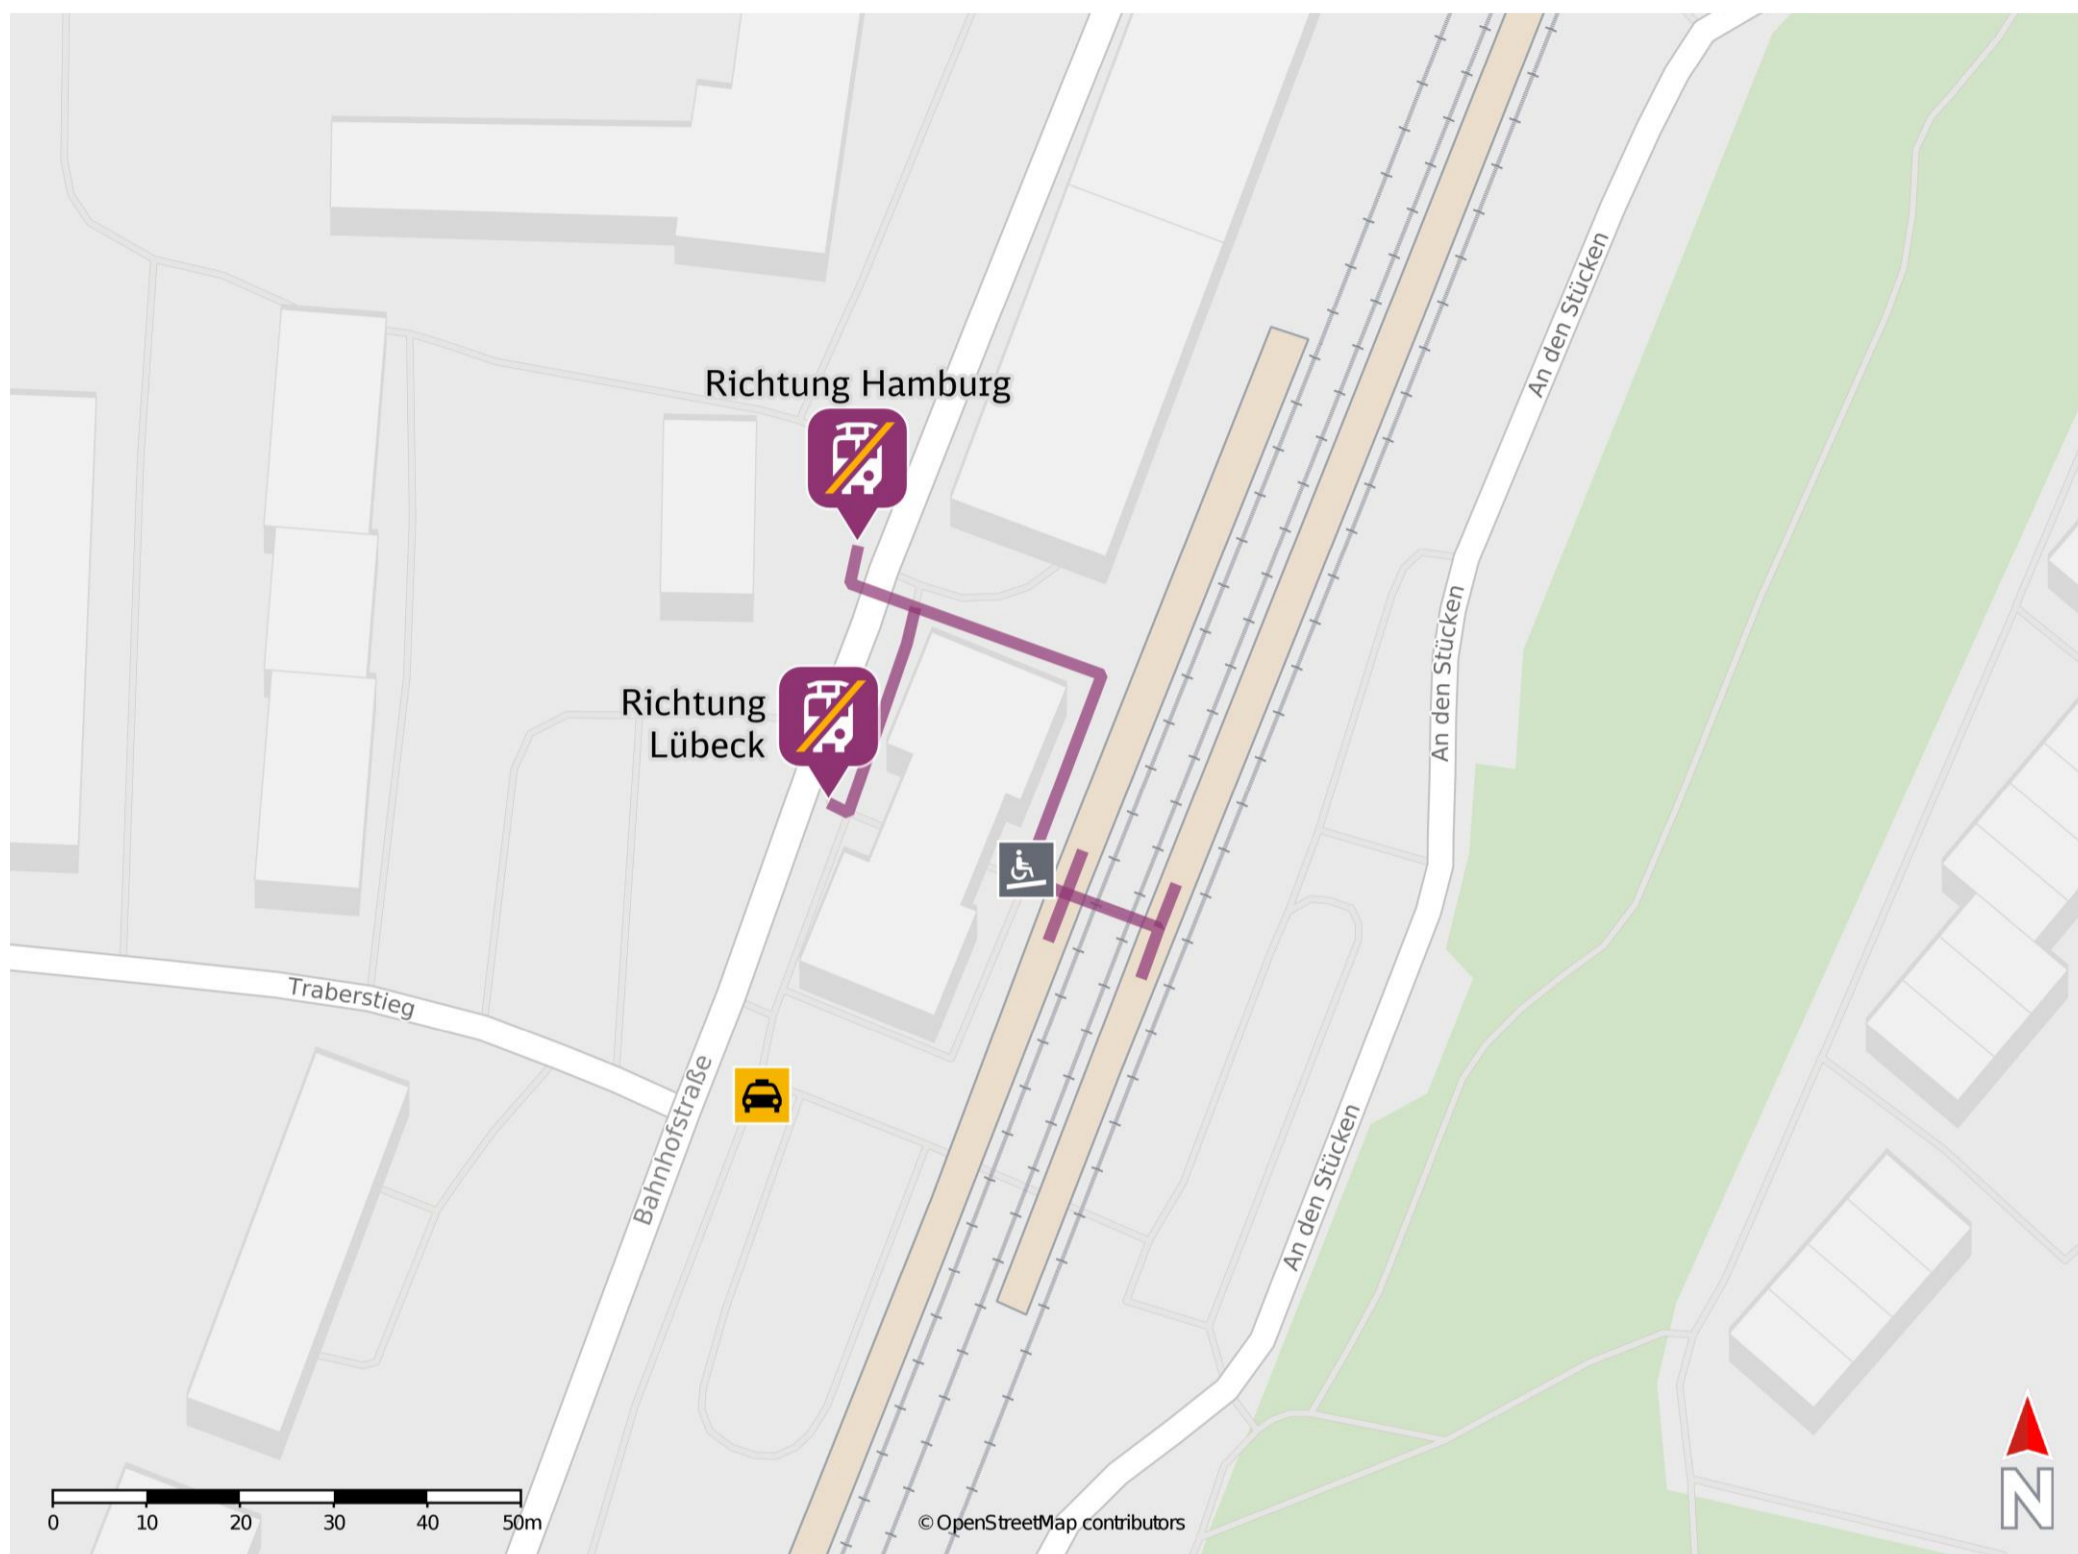 An den Stücken
Richtung Hamburg
An den Stücken
Richtung
Lübeck
Traberstieg
Bahnhofstraße
An den Stücken
0 10 20 30 40 50m
© OpenStreetMap contributors
N